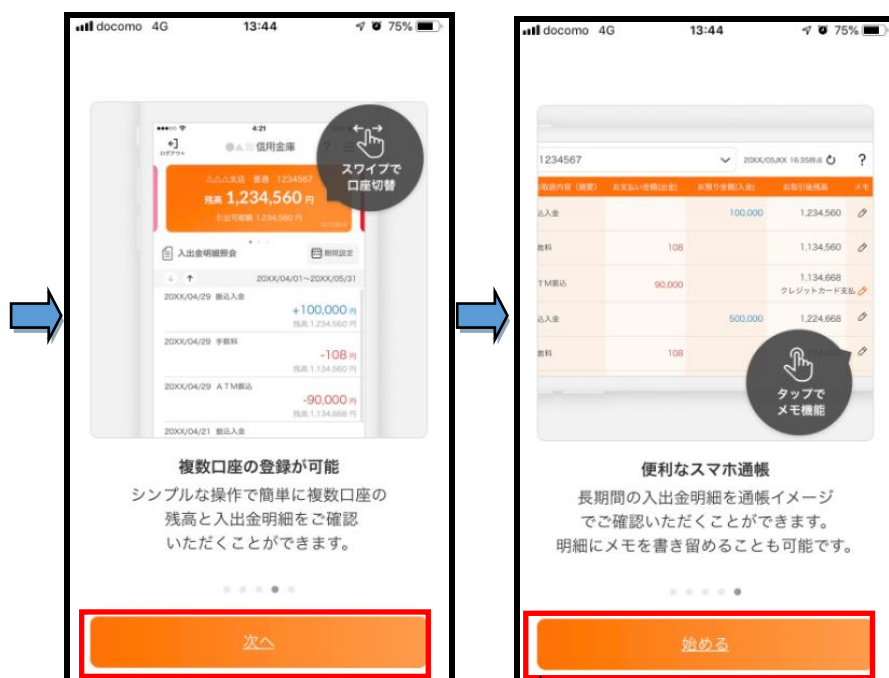 docomo 4G 13:44 75%
4:21
ログアウト 信用金庫 ?
スワイプで
口座切替
△△△支店 普通 1234567
残高 1,234,560 円
引出可能額 1,234,560 円
入出金明細照会 期間設定
↓ ↑ 20XX/04/01~20XX/05/31
20XX/04/29 振込入金
+100,000 円
残高:1,234,560 円
20XX/04/29 手数料
-108 円
残高:1,134,560 円
20XX/04/29 ATM振込
-90,000 円
残高:1,134,668 円
20XX/04/21 振込入金
複数口座の登録が可能
シンプルな操作で簡単に複数口座の
残高と入出金明細をご確認
いただくことができます。
次へ
docomo 4G 13:44 75%
1234567 20XX/05/XX 16:35時点 ?
お取扱内容(摘要) お支払い金額(出金) お預り金額(入金) お取引後残高 メモ
込入金 100,000 1,234,560
数料 108 1,134,560
TM振込 90,000 1,134,668
クレジットカード支払
込入金 500,000 1,224,668
数料 108
タップで
メモ機能
便利なスマホ通帳
長期間の入出金明細を通帳イメージ
でご確認いただくことができます。
明細にメモを書き留めることも可能です。
始める